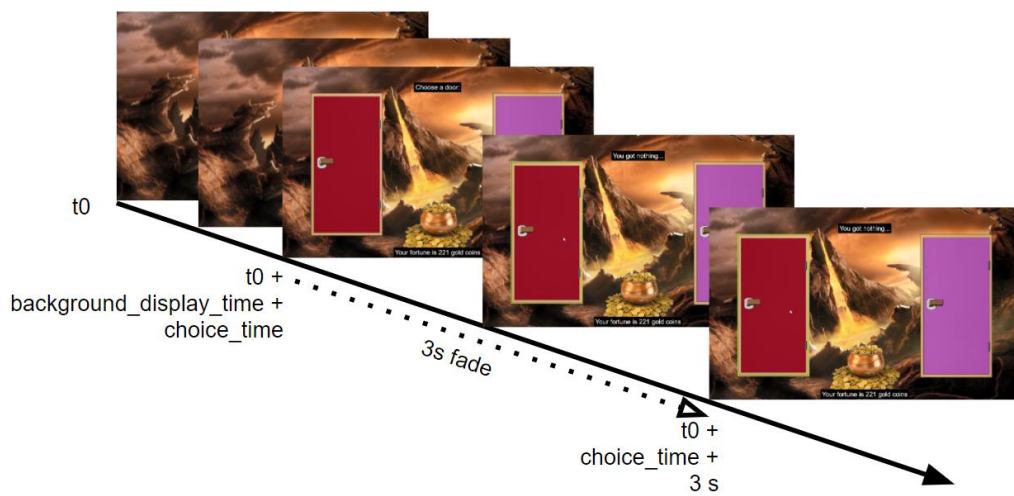 Choose a door:
You got nothing...
You got nothing...
t0
Your fortune is 221 gold coins
t0 +
background_display_time +
choice_time
Your fortune is 221 gold coins
3s fade
Your fortune is 221 gold coins
t0 +
choice_time +
3 s